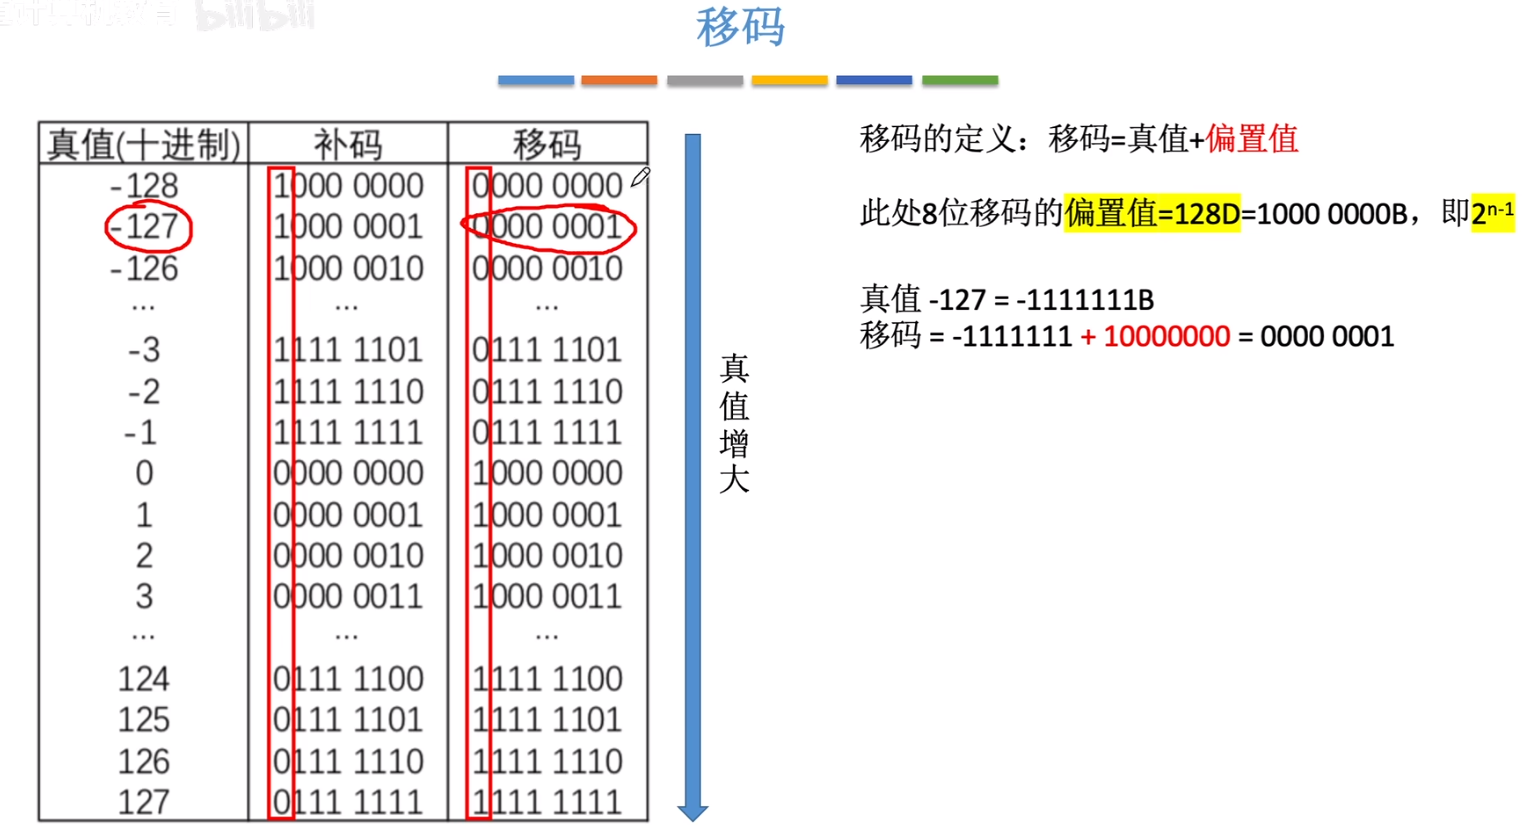 bilibili
移码
真值(十进制) 补码 移码
-128 1000 0000 0000 0000
-127 1000 0001 0000 0001
-126 1000 0010 0000 0010
... ... ...
-3 1111 1101 0111 1101
-2 1111 1110 0111 1110
-1 1111 1111 0111 1111
0 0000 0000 1000 0000
1 0000 0001 1000 0001
2 0000 0010 1000 0010
3 0000 0011 1000 0011
... ... ...
124 0111 1100 1111 1100
125 0111 1101 1111 1101
126 0111 1110 1111 1110
127 0111 1111 1111 1111
真值增大
移码的定义：移码=真值+偏置值
此处8位移码的偏置值=128D=1000 0000B，即2ⁿ⁻¹
真值 -127 = -1111111B
移码 = -1111111 + 10000000 = 0000 0001